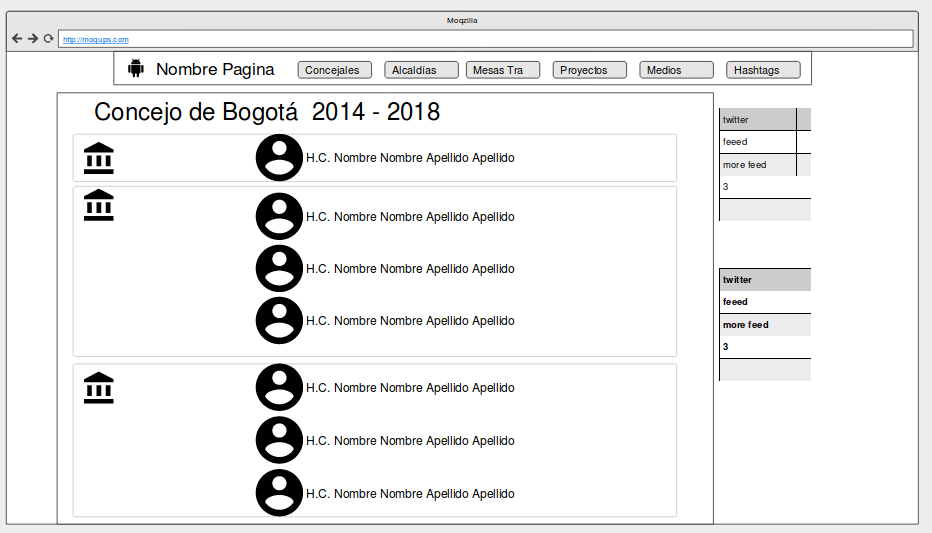 Moqzilla
http://moqups.com
Nombre Pagina
Concejales
Alcaldías
Mesas Tra
Proyectos
Medios
Hashtags
Concejo de Bogotá 2014 - 2018
H.C. Nombre Nombre Apellido Apellido
H.C. Nombre Nombre Apellido Apellido
H.C. Nombre Nombre Apellido Apellido
H.C. Nombre Nombre Apellido Apellido
H.C. Nombre Nombre Apellido Apellido
H.C. Nombre Nombre Apellido Apellido
H.C. Nombre Nombre Apellido Apellido
twitter
feeed
more feed
3
twitter
feeed
more feed
3